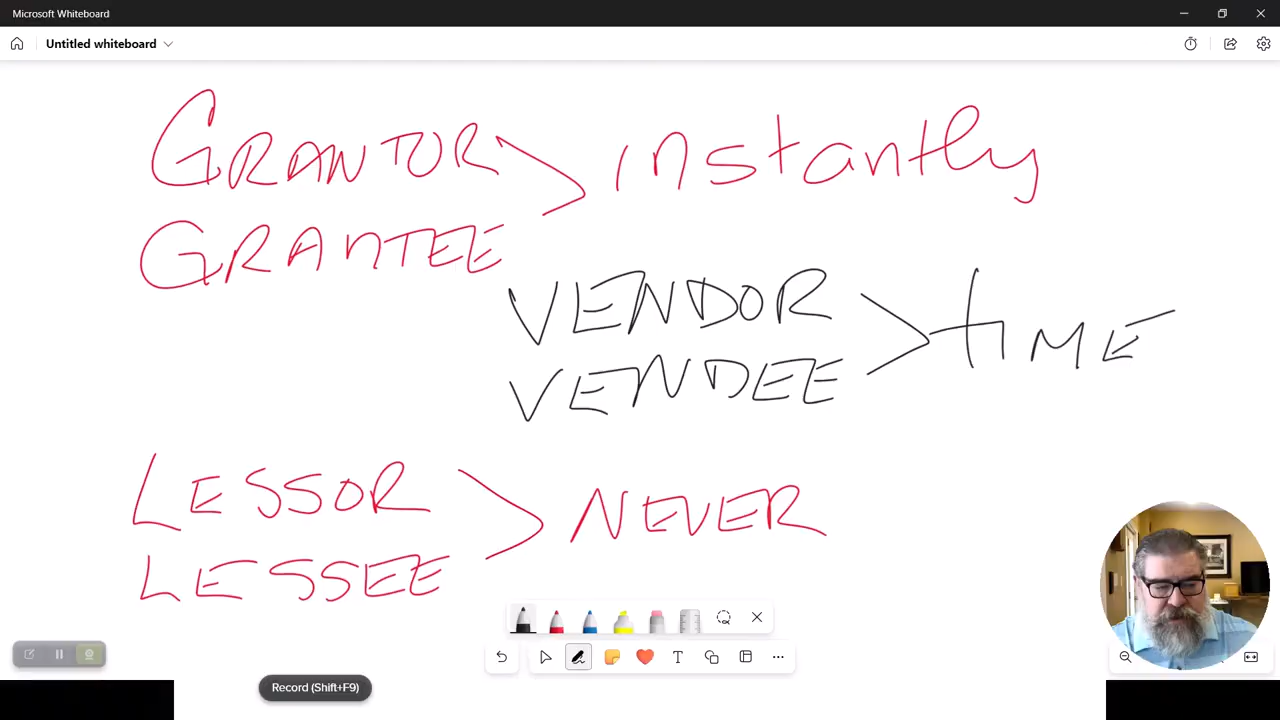 Microsoft Whiteboard
Untitled whiteboard
GRANTOR
instantly
GRANTEE
VENDOR
VENDEE
TIME
LESSOR
NEVER
LESSEE
Record (Shift+F9)